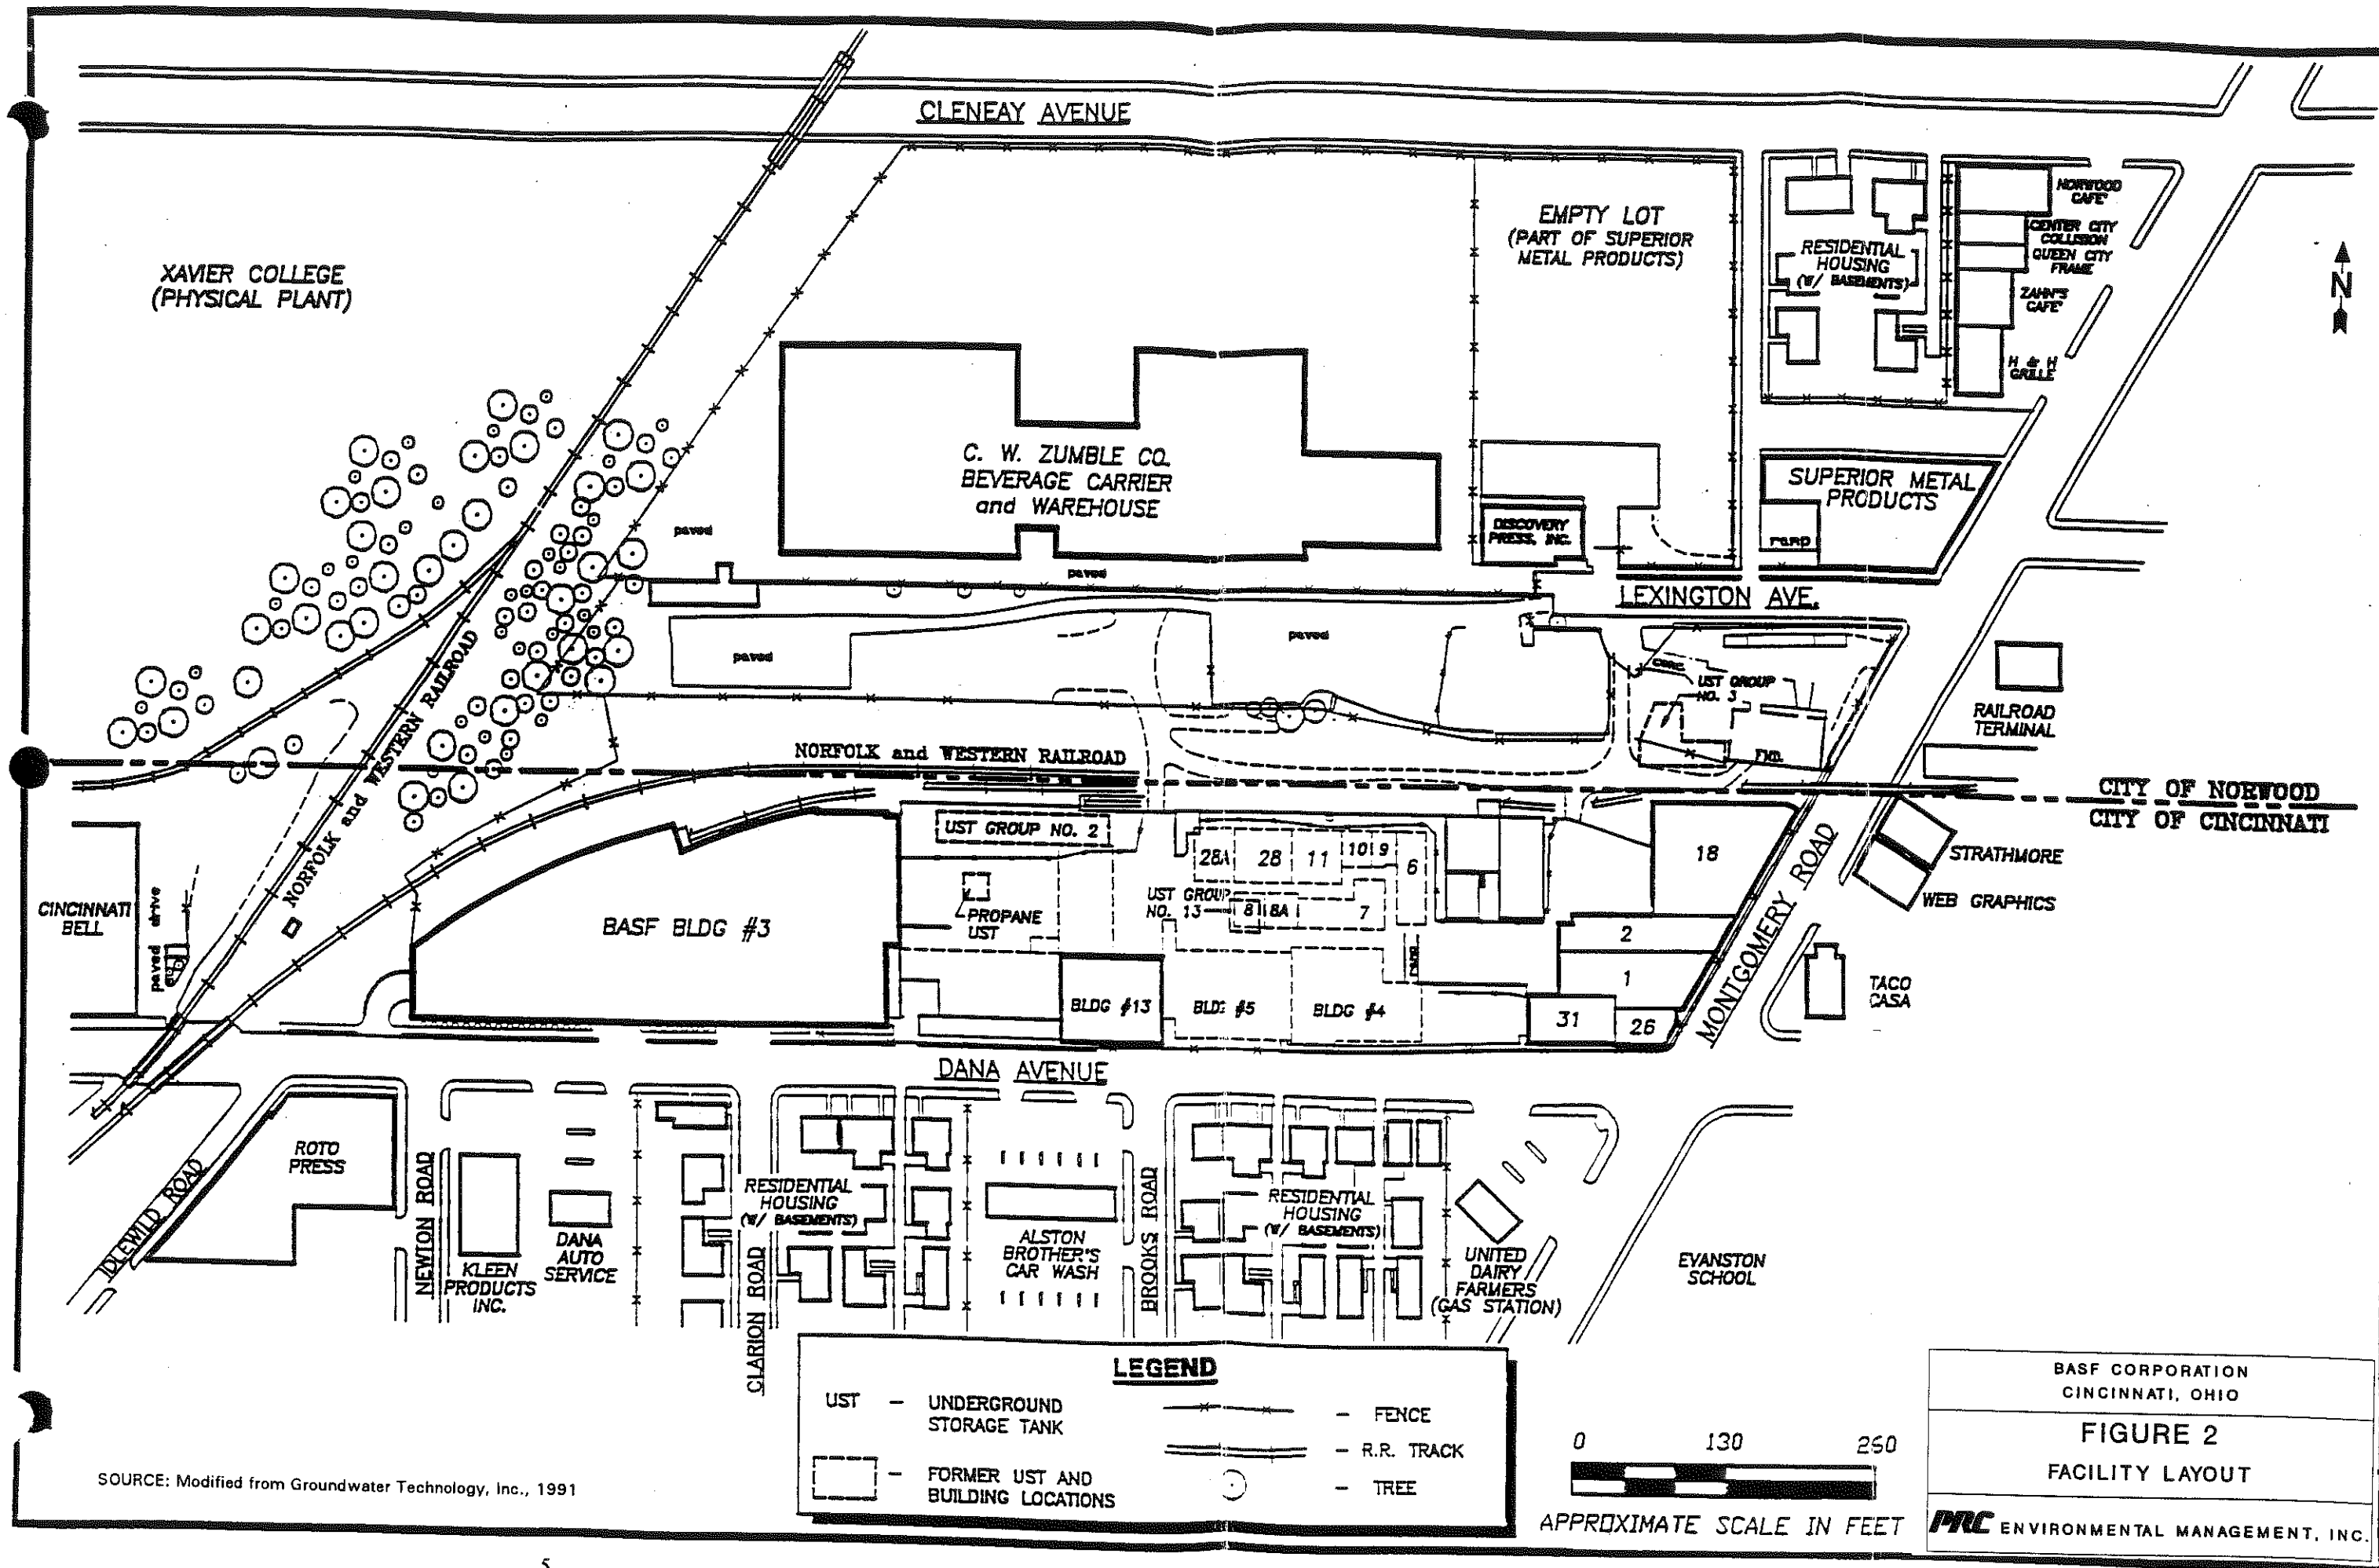 CLENEAY AVENUE
XAVIER COLLEGE
(PHYSICAL PLANT)
EMPTY LOT
(PART OF SUPERIOR
METAL PRODUCTS)
RESIDENTIAL
HOUSING
(W/ BASEMENTS)
NORWOOD
CAFE'
CENTER CITY
COLLISION
QUEEN CITY
FRAME
ZAHN'S
CAFE'
H & H
GRILLE
N
C. W. ZUMBLE CO.
BEVERAGE CARRIER
and WAREHOUSE
DISCOVERY
PRESS, INC.
SUPERIOR METAL
PRODUCTS
ramp
paved
paved
LEXINGTON AVE.
paved
paved
conc.
UST GROUP
NO. 3
RAILROAD
TERMINAL
NORFOLK and WESTERN RAILROAD
NORFOLK and WESTERN RAILROAD
CITY OF NORWOOD
CITY OF CINCINNATI
UST GROUP NO. 2
28A
28
11
10
9
6
18
STRATHMORE
WEB GRAPHICS
CINCINNATI
BELL
paved drive
BASF BLDG #3
PROPANE
UST
UST GROUP
NO. 13
8
8A
7
2
1
ramp
MONTGOMERY ROAD
TACO
CASA
BLDG #13
BLDG #5
BLDG #4
31
26
DANA AVENUE
IDLEWILD ROAD
ROTO
PRESS
NEWTON ROAD
KLEEN
PRODUCTS
INC.
DANA
AUTO
SERVICE
CLARION ROAD
RESIDENTIAL
HOUSING
(W/ BASEMENTS)
ALSTON
BROTHER'S
CAR WASH
BROOKS ROAD
RESIDENTIAL
HOUSING
(W/ BASEMENTS)
UNITED
DAIRY
FARMERS
(GAS STATION)
EVANSTON
SCHOOL
LEGEND
UST - UNDERGROUND
STORAGE TANK
- FENCE
- R.R. TRACK
- FORMER UST AND
BUILDING LOCATIONS
- TREE
0 130 260
APPROXIMATE SCALE IN FEET
BASF CORPORATION
CINCINNATI, OHIO
FIGURE 2
FACILITY LAYOUT
PRC ENVIRONMENTAL MANAGEMENT, INC.
SOURCE: Modified from Groundwater Technology, Inc., 1991
5